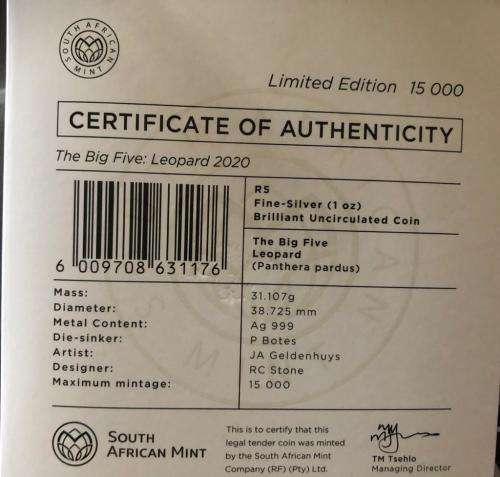 SOUTH AFRICAN MINT
Limited Edition 15 000
CERTIFICATE OF AUTHENTICITY
The Big Five: Leopard 2020
6 009708 631176
R5
Fine-Silver (1 oz)
Brilliant Uncirculated Coin
The Big Five
Leopard
(Panthera pardus)
Mass: 31.107g
Diameter: 38.725 mm
Metal Content: Ag 999
Die-sinker: P Botes
Artist: JA Geldenhuys
Designer: RC Stone
Maximum mintage: 15 000
SOUTH
AFRICAN MINT
This is to certify that this
legal tender coin was minted
by the South African Mint
Company (RF) (Pty) Ltd.
TM Tsehlo
Managing Director